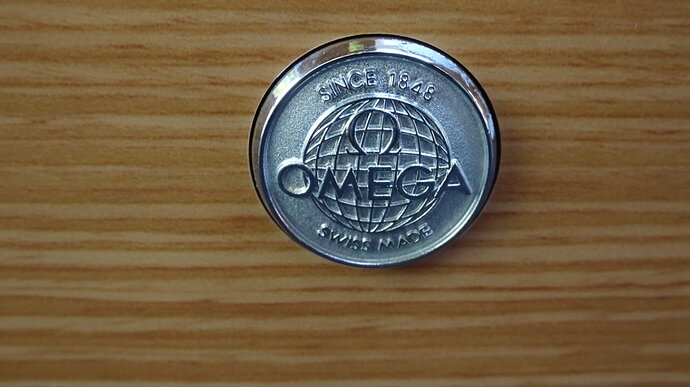 SINCE 1848
Ω
OMEGA
SWISS MADE